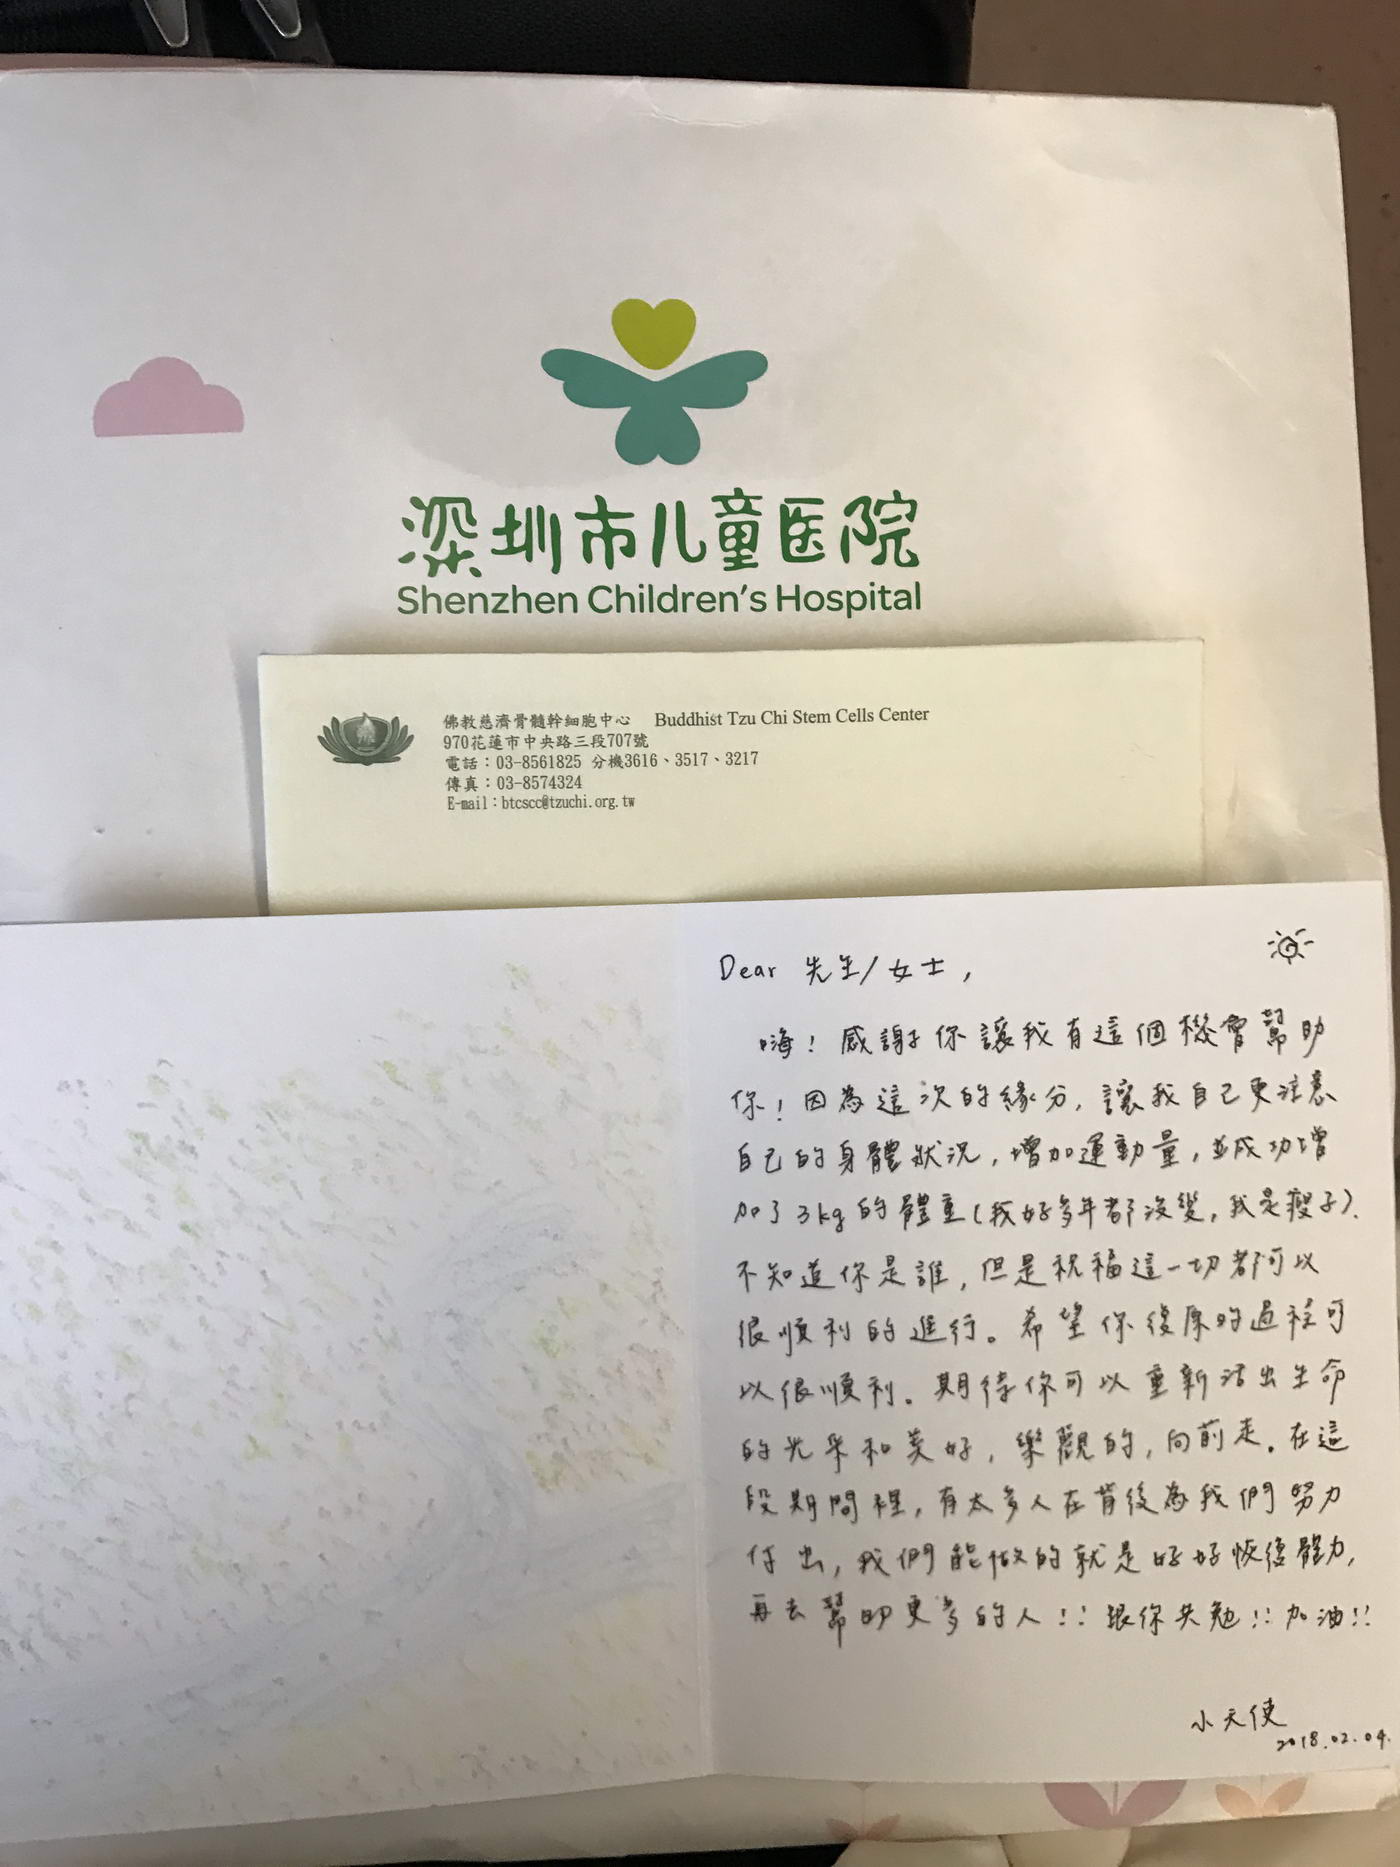 深圳市儿童医院
Shenzhen Children's Hospital
佛教慈濟骨髓幹細胞中心 Buddhist Tzu Chi Stem Cells Center
970花蓮市中央路三段707號
電話：03-8561825 分機3616、3517、3217
傳真：03-8574324
E-mail：btcscc@tzuchi.org.tw
Dear 先生/女士，
嗨！感謝你讓我有這個機會幫助
你！因為這次的緣分，讓我自己更注意
自己的身體狀況，增加運動量，並成功增
加了3kg的體重（我好多年都沒變，我是瘦子）.
不知道你是誰，但是祝福這一切都可以
很順利的進行。希望你復原的過程可
以很順利。期待你可以重新活出生命
的光采和美好，樂觀的，向前走。在這
段期間裡，有太多人在背後為我們努力
付出，我們能做的就是好好恢復體力，
再去幫助更多的人!! 跟你共勉!! 加油!!
小天使
2018.02.04.